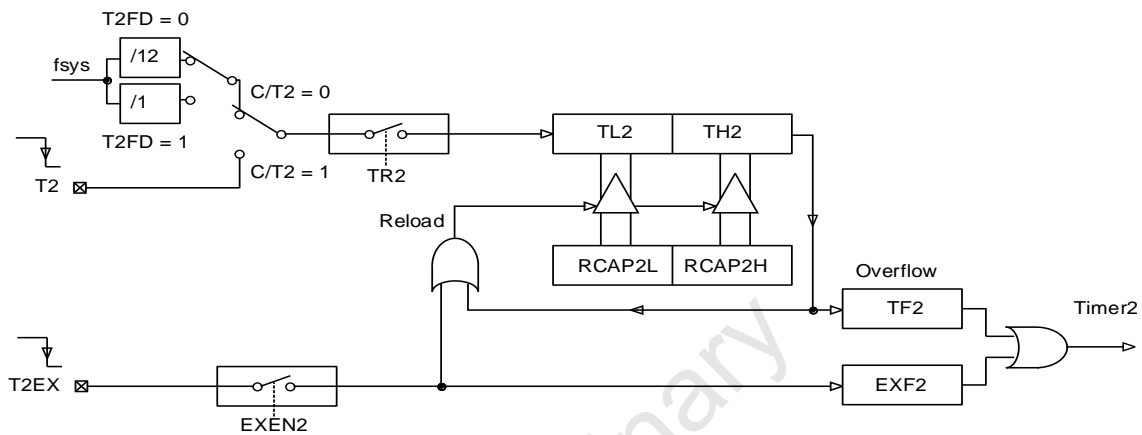 T2FD = 0
/12
fsys
C/T2 = 0
/1
T2FD = 1
TL2 TH2
C/T2 = 1
T2
TR2
Reload
RCAP2L RCAP2H
Overflow
TF2
Timer2
T2EX
EXF2
EXEN2